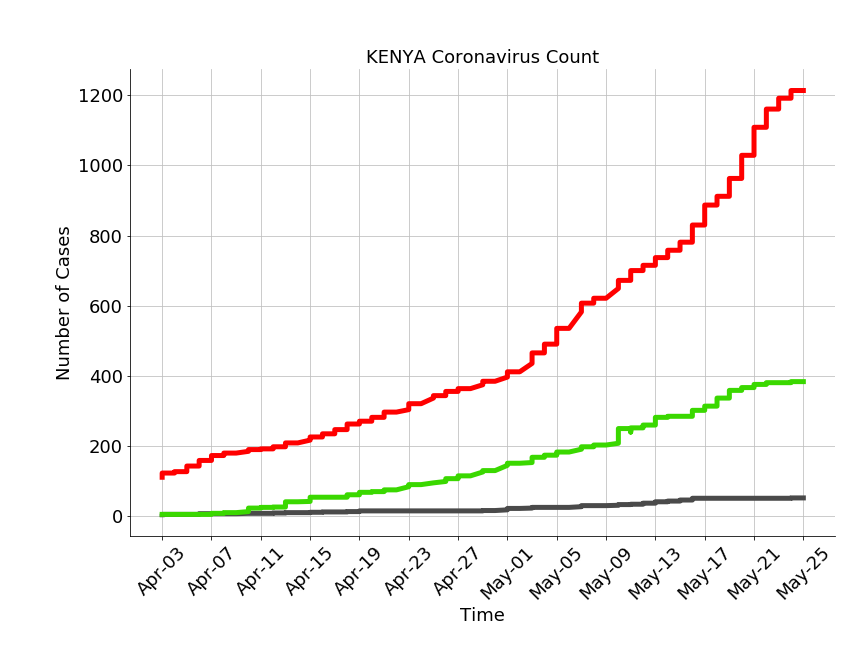 KENYA Coronavirus Count
1200
1000
800
600
400
200
0
Number of Cases
Apr-03
Apr-07
Apr-11
Apr-15
Apr-19
Apr-23
Apr-27
May-01
May-05
May-09
May-13
May-17
May-21
May-25
Time